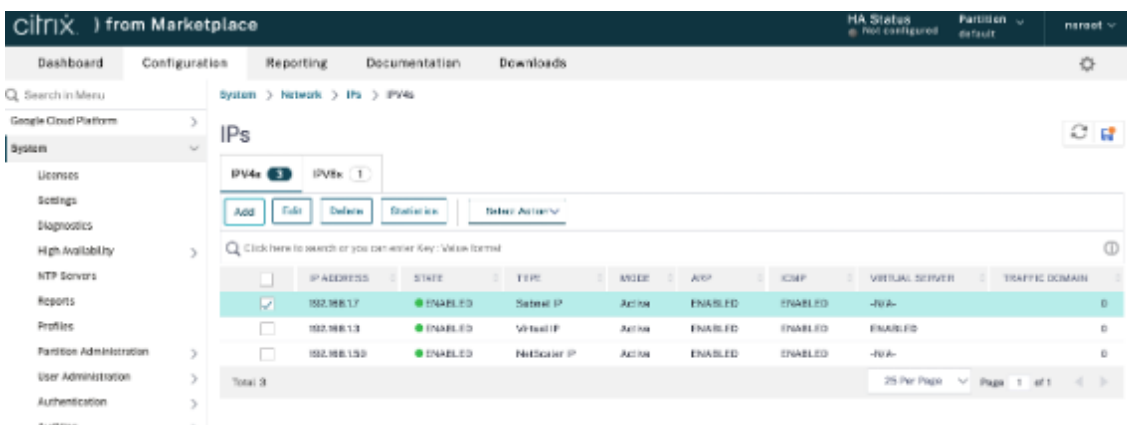 citrix. ) from Marketplace
HA Status
Not configured
Partition
default
nsroot
Dashboard Configuration Reporting Documentation Downloads
Search in Menu
System > Network > IPs > IPV4s
Google Cloud Platform
IPs
System
Licenses
IPV4s 3 IPV6s 1
Settings
Add Edit Delete Statistics Select Action
Diagnostics
High Availability
Click here to search or you can enter Key : Value format
NTP Servers
IP ADDRESS STATE TYPE MODE ARP ICMP VIRTUAL SERVER TRAFFIC DOMAIN
Reports
192.168.1.7 ENABLED Subnet IP Active ENABLED ENABLED -N/A- 0
Profiles
192.168.1.3 ENABLED Virtual IP Active ENABLED ENABLED ENABLED 0
Partition Administration
192.168.1.50 ENABLED NetScaler IP Active ENABLED ENABLED -N/A- 0
User Administration
Total 3 25 Per Page Page 1 of 1
Authentication